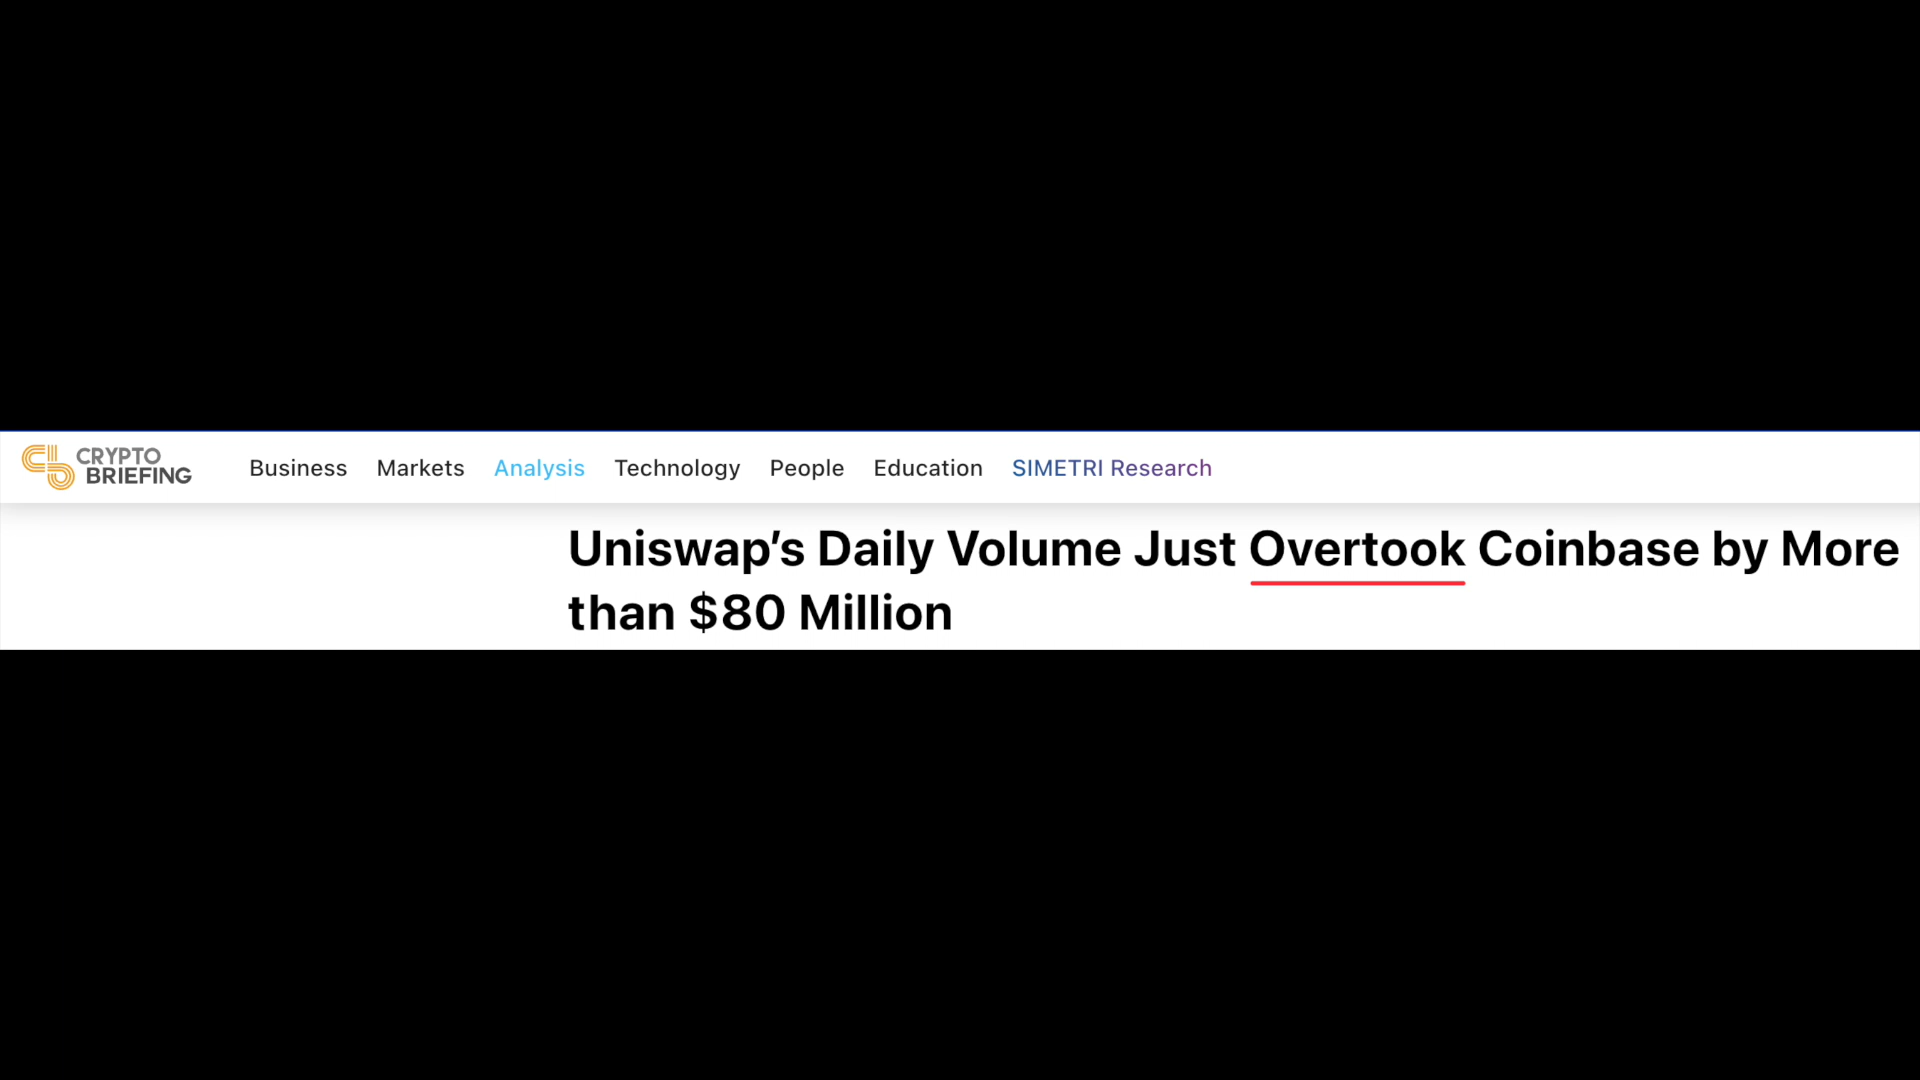 CRYPTO
BRIEFING
Business Markets Analysis Technology People Education SIMETRI Research
Uniswap’s Daily Volume Just Overtook Coinbase by More
than $80 Million